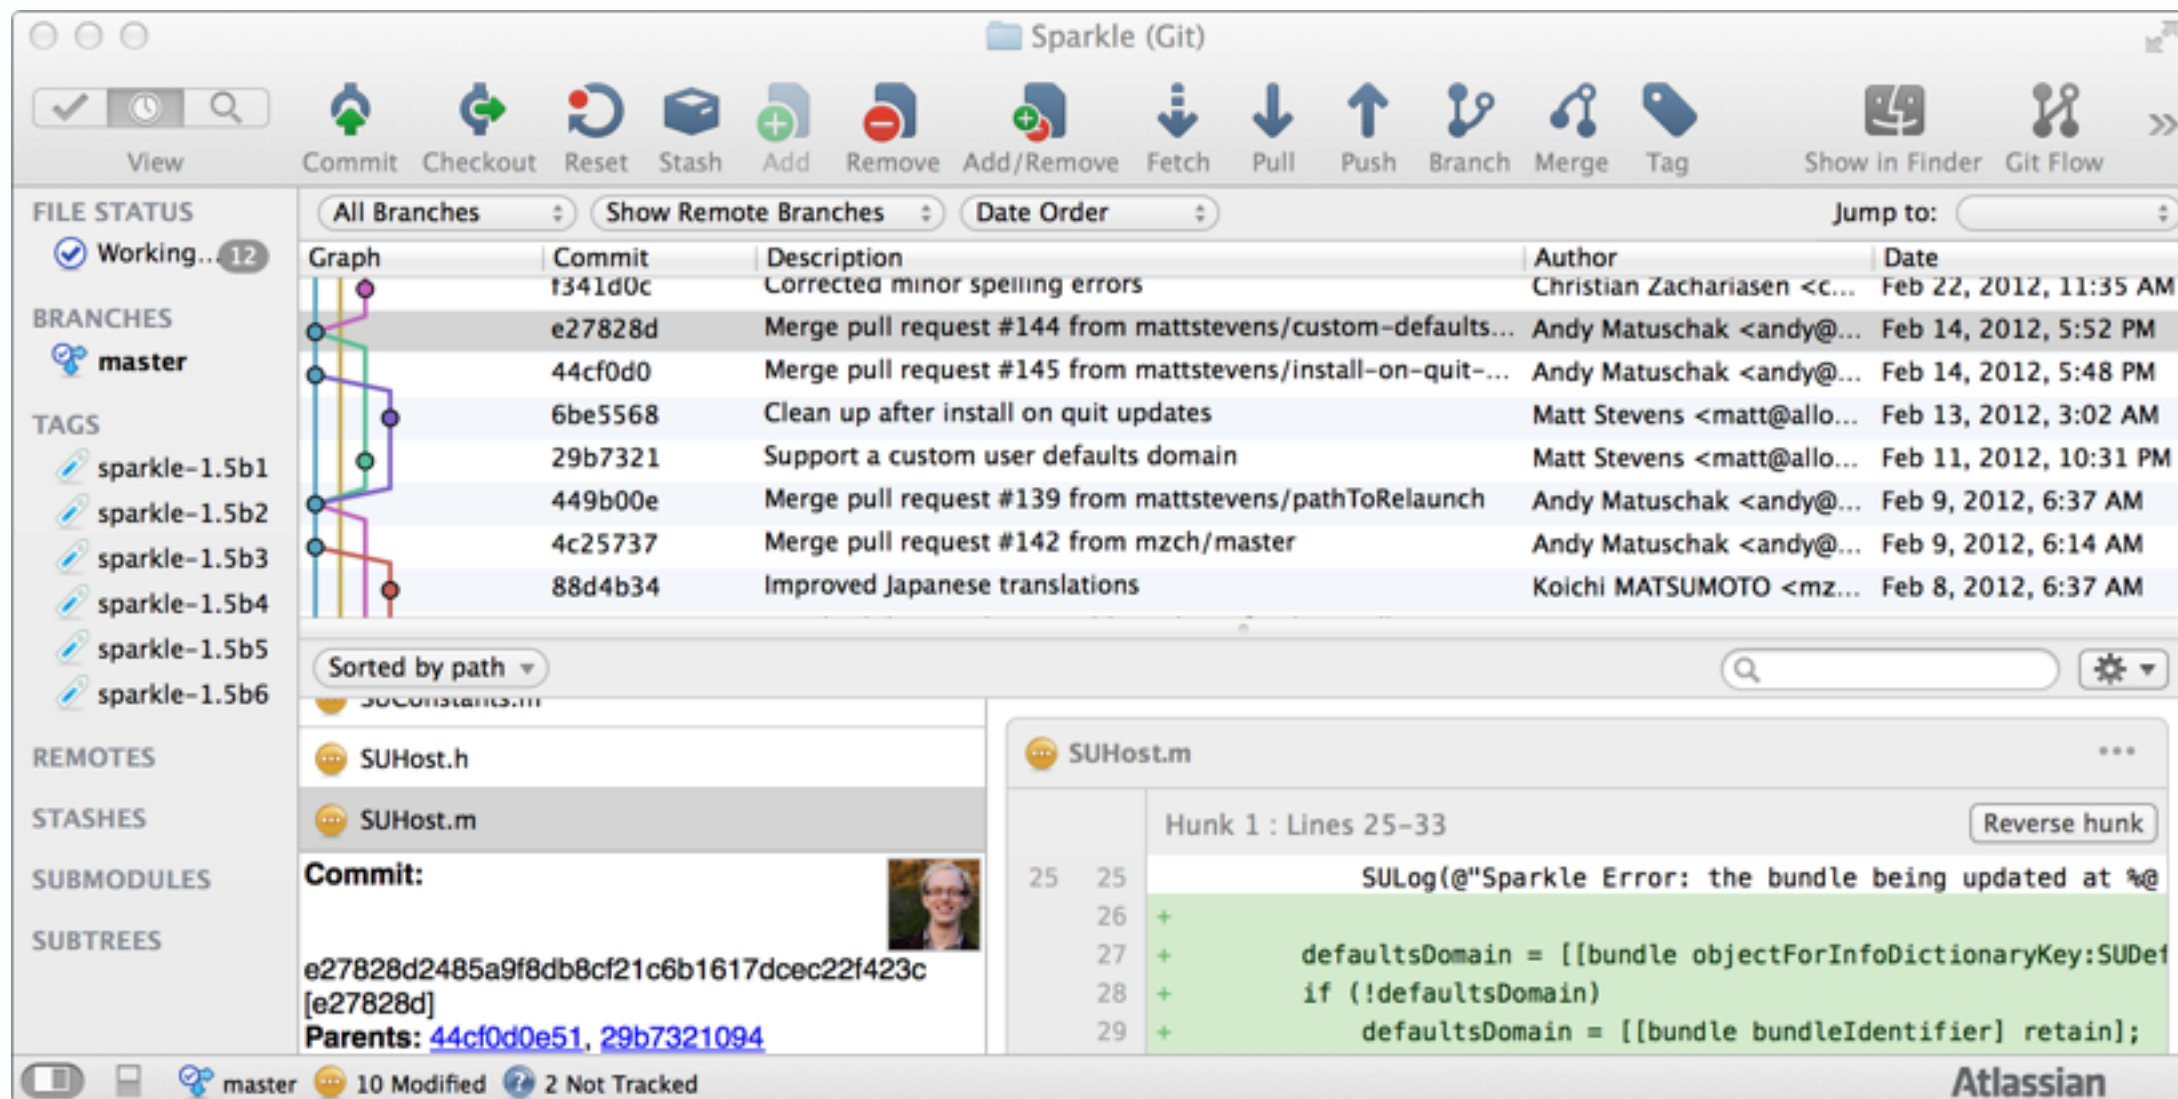 Sparkle (Git)
View
Commit
Checkout
Reset
Stash
Add
Remove
Add/Remove
Fetch
Pull
Push
Branch
Merge
Tag
Show in Finder
Git Flow
FILE STATUS
Working... 12
BRANCHES
master
TAGS
sparkle-1.5b1
sparkle-1.5b2
sparkle-1.5b3
sparkle-1.5b4
sparkle-1.5b5
sparkle-1.5b6
REMOTES
STASHES
SUBMODULES
SUBTREES
All Branches Show Remote Branches Date Order Jump to:
Graph Commit Description Author Date
f341d0c Corrected minor spelling errors Christian Zachariasen <c... Feb 22, 2012, 11:35 AM
e27828d Merge pull request #144 from mattstevens/custom-defaults... Andy Matuschak <andy@... Feb 14, 2012, 5:52 PM
44cf0d0 Merge pull request #145 from mattstevens/install-on-quit-... Andy Matuschak <andy@... Feb 14, 2012, 5:48 PM
6be5568 Clean up after install on quit updates Matt Stevens <matt@allo... Feb 13, 2012, 3:02 AM
29b7321 Support a custom user defaults domain Matt Stevens <matt@allo... Feb 11, 2012, 10:31 PM
449b00e Merge pull request #139 from mattstevens/pathToRelaunch Andy Matuschak <andy@... Feb 9, 2012, 6:37 AM
4c25737 Merge pull request #142 from mzch/master Andy Matuschak <andy@... Feb 9, 2012, 6:14 AM
88d4b34 Improved Japanese translations Koichi MATSUMOTO <mz... Feb 8, 2012, 6:37 AM
Sorted by path
SUConstants.m
SUHost.h
SUHost.m
Commit:
e27828d2485a9f8db8cf21c6b1617dcec22f423c
[e27828d]
Parents: 44cf0d0e51, 29b7321094
SUHost.m
Hunk 1 : Lines 25-33 Reverse hunk
25 25 SULog(@"Sparkle Error: the bundle being updated at %@
26 +
27 + defaultsDomain = [[bundle objectForInfoDictionaryKey:SUDef
28 + if (!defaultsDomain)
29 + defaultsDomain = [[bundle bundleIdentifier] retain];
master 10 Modified 2 Not Tracked
Atlassian